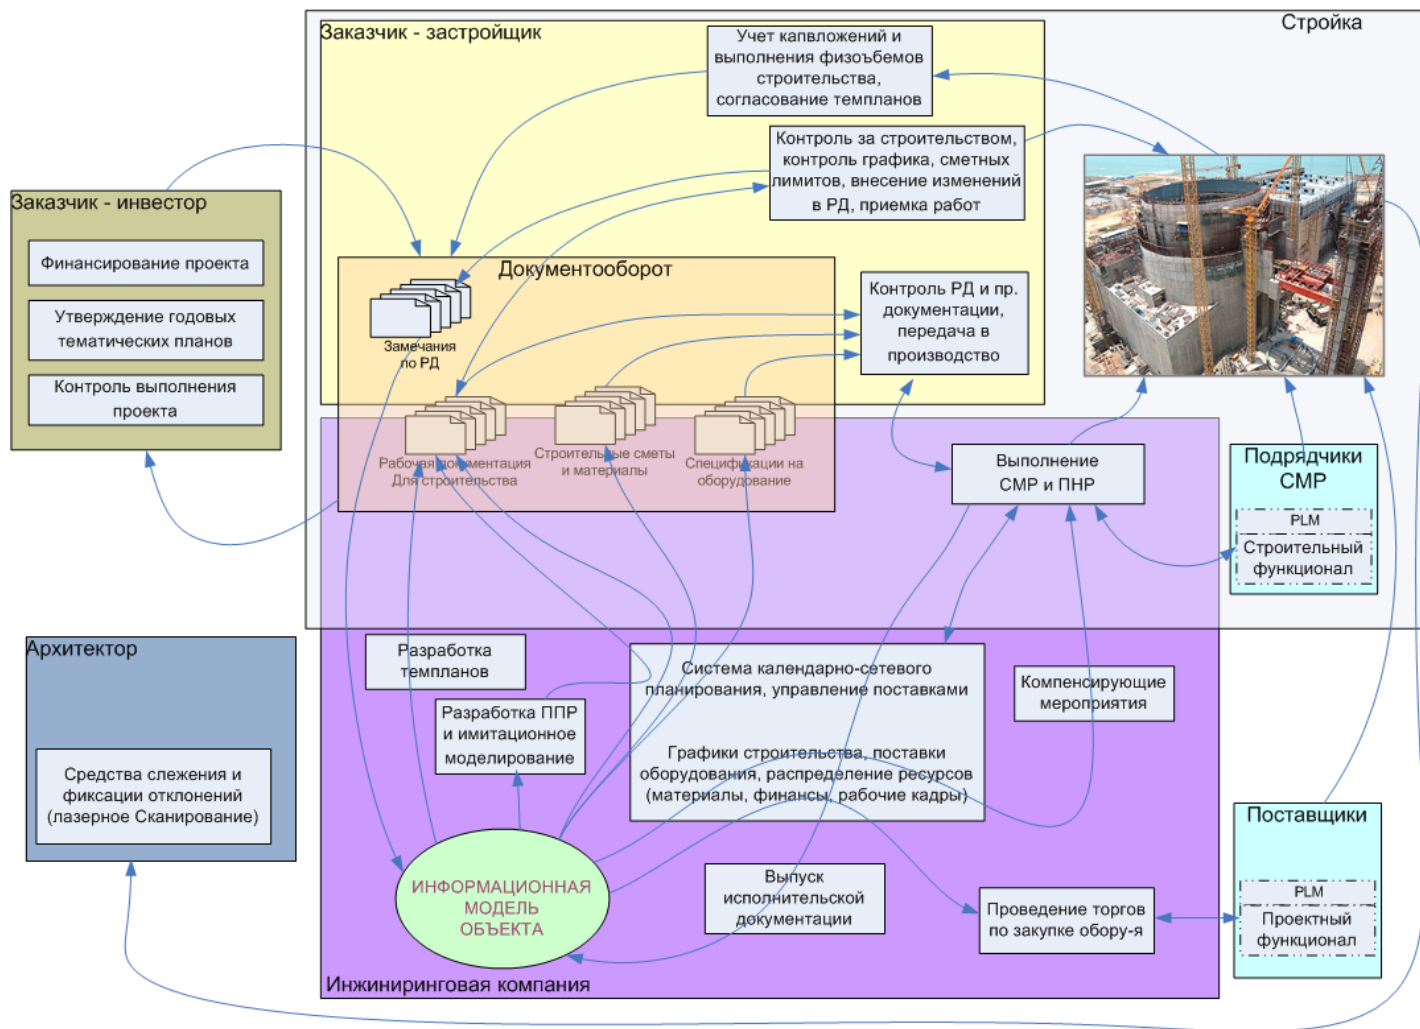 Стройка
Заказчик - застройщик
Учет капвложений и
выполнения физоъбемов
строительства,
согласование темпланов
Контроль за строительством,
контроль графика, сметных
лимитов, внесение изменений
в РД, приемка работ
Заказчик - инвестор
Финансирование проекта
Утверждение годовых
тематических планов
Контроль выполнения
проекта
Документооборот
Замечания
по РД
Контроль РД и пр.
документации,
передача в
производство
Рабочая документация
Для строительства
Строительные сметы
и материалы
Спецификации на
оборудование
Выполнение
СМР и ПНР
Подрядчики
СМР
PLM
Строительный
функционал
Архитектор
Средства слежения и
фиксации отклонений
(лазерное Сканирование)
Разработка
темпланов
Разработка ППР
и имитационное
моделирование
Система календарно-сетевого
планирования, управление поставками
Графики строительства, поставки
оборудования, распределение ресурсов
(материалы, финансы, рабочие кадры)
Компенсирующие
мероприятия
ИНФОРМАЦИОННАЯ
МОДЕЛЬ
ОБЪЕКТА
Выпуск
исполнительской
документации
Проведение торгов
по закупке обору-я
Поставщики
PLM
Проектный
функционал
Инжиниринговая компания